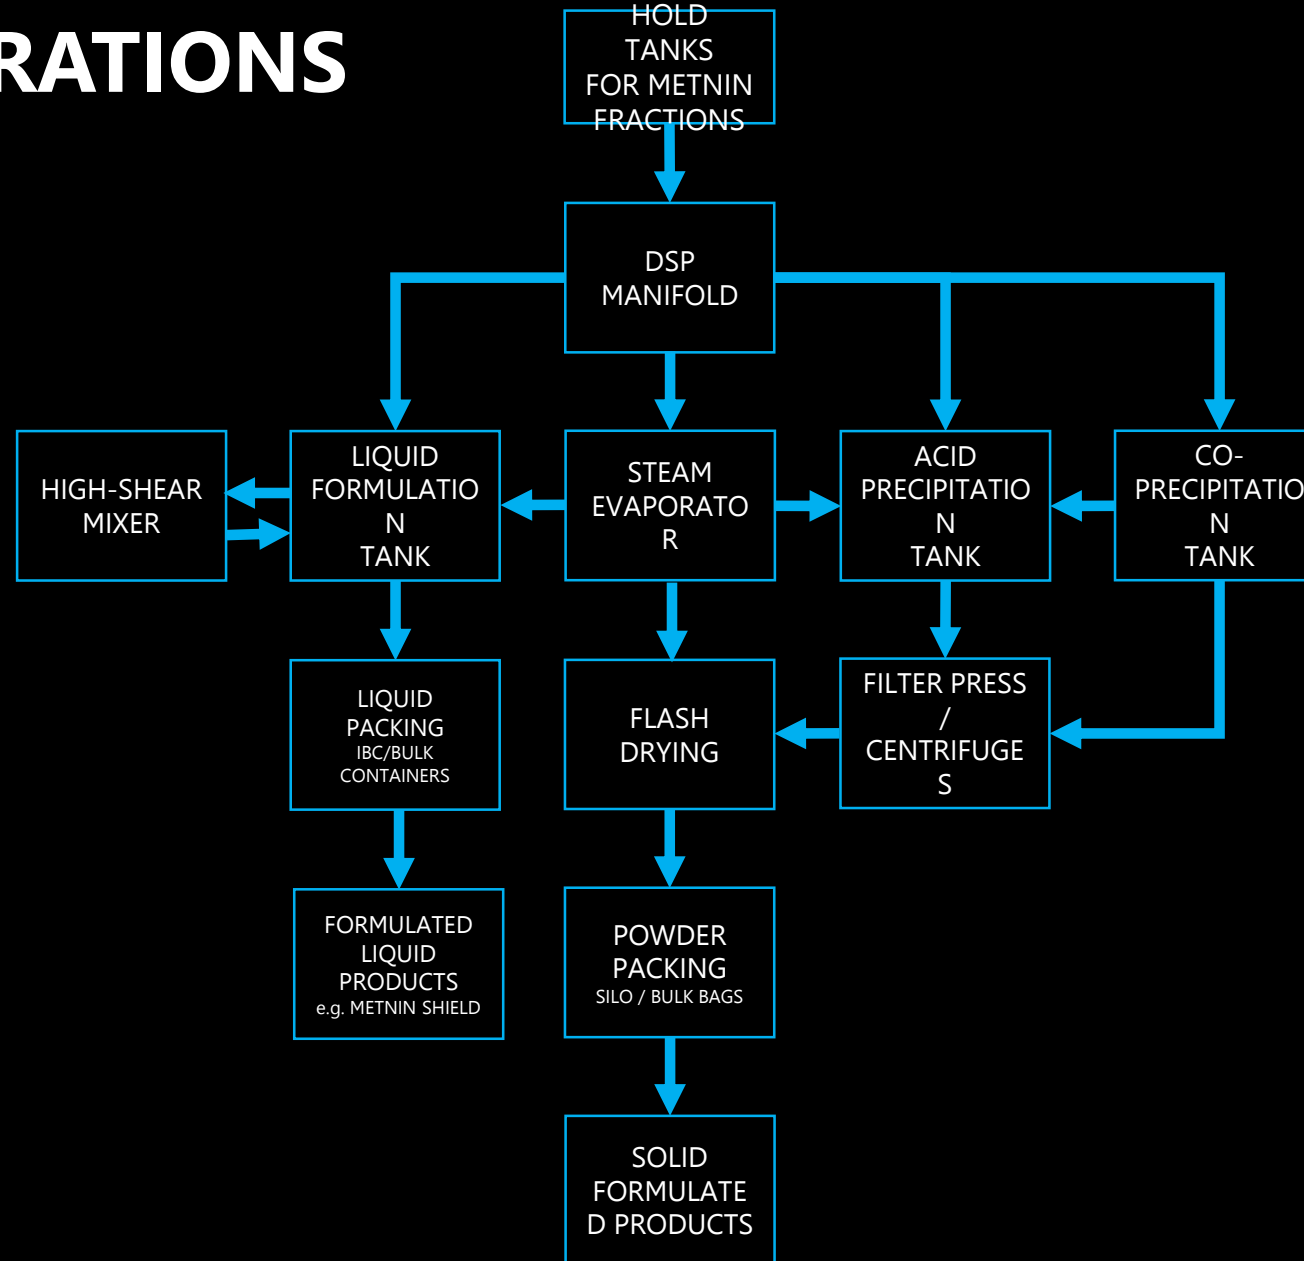 RATIONS
HOLD
TANKS
FOR METNIN
FRACTIONS
DSP
MANIFOLD
HIGH-SHEAR
MIXER
LIQUID
FORMULATIO
N
TANK
STEAM
EVAPORATO
R
ACID
PRECIPITATIO
N
TANK
CO-
PRECIPITATIO
N
TANK
LIQUID
PACKING
IBC/BULK
CONTAINERS
FLASH
DRYING
FILTER PRESS
/
CENTRIFUGE
S
FORMULATED
LIQUID
PRODUCTS
e.g. METNIN SHIELD
POWDER
PACKING
SILO / BULK BAGS
SOLID
FORMULATE
D PRODUCTS